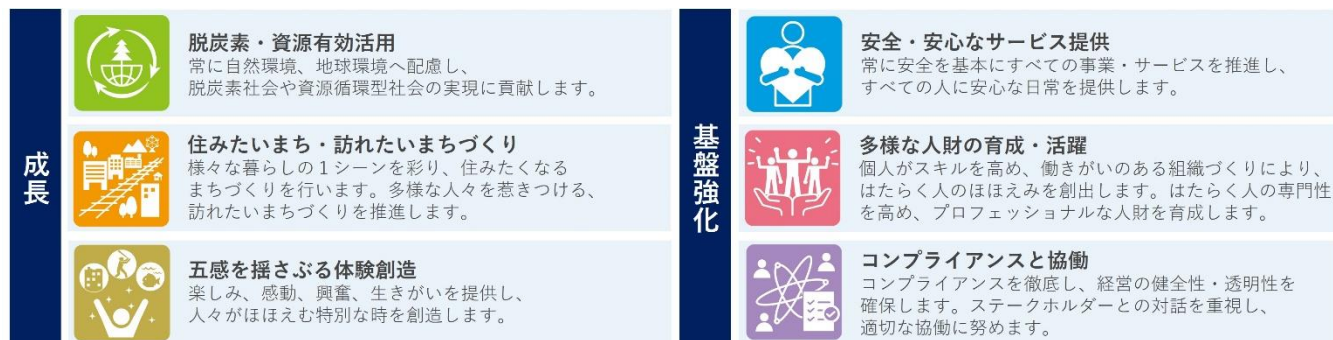 成長
脱炭素・資源有効活用
常に自然環境、地球環境へ配慮し、
脱炭素社会や資源循環型社会の実現に貢献します。
住みたいまち・訪れたいまちづくり
様々な暮らしの1シーンを彩り、住みたくなる
まちづくりを行います。多様な人々を惹きつける、
訪れたいまちづくりを推進します。
五感を揺さぶる体験創造
楽しみ、感動、興奮、生きがいを提供し、
人々がほほえむ特別な時を創造します。
基盤強化
安全・安心なサービス提供
常に安全を基本にすべての事業・サービスを推進し、
すべての人に安心な日常を提供します。
多様な人財の育成・活躍
個人がスキルを高め、働きがいのある組織づくりにより、
はたらく人のほほえみを創出します。はたらく人の専門性
を高め、プロフェッショナルな人財を育成します。
コンプライアンスと協働
コンプライアンスを徹底し、経営の健全性・透明性を
確保します。ステークホルダーとの対話を重視し、
適切な協働に努めます。